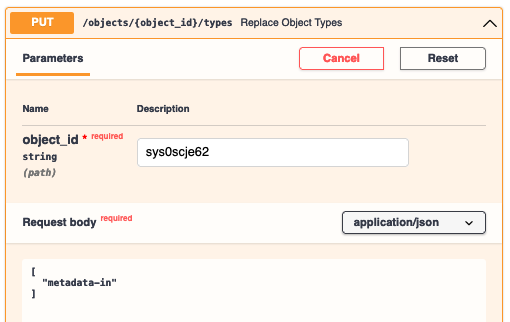 PUT /objects/{object_id}/types Replace Object Types
Parameters Cancel Reset
Name Description
object_id * required
string
(path)
sys0scje62
Request body required application/json
[
"metadata-in"
]